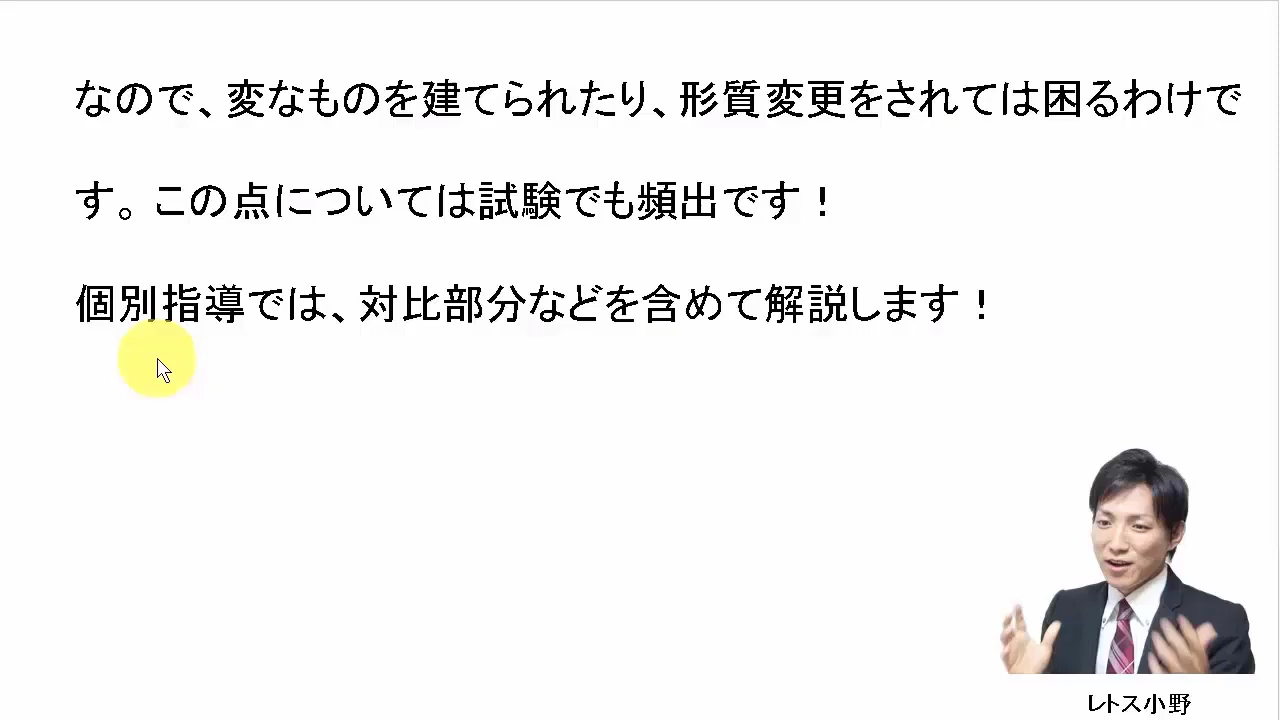 なので、変なものを建てられたり、形質変更をされては困るわけで
す。この点については試験でも頻出です！
個別指導では、対比部分などを含めて解説します！
レトス小野